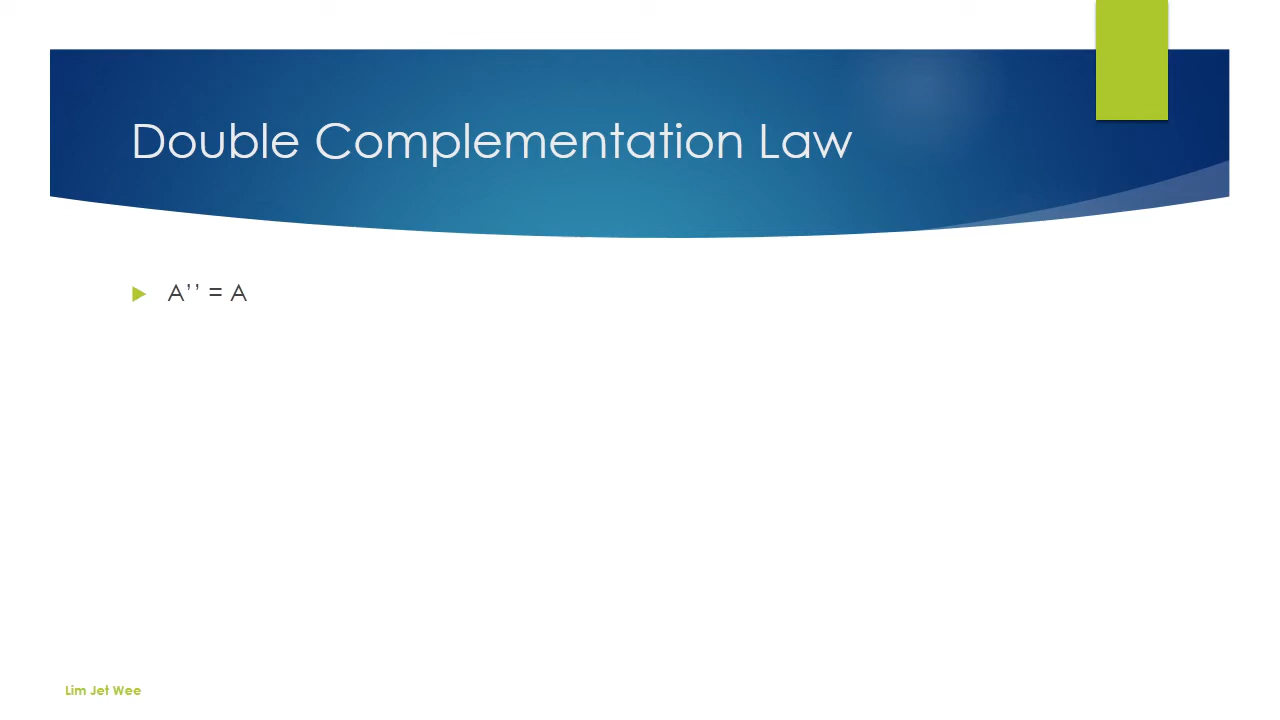 Double Complementation Law
A’’ = A
Lim Jet Wee